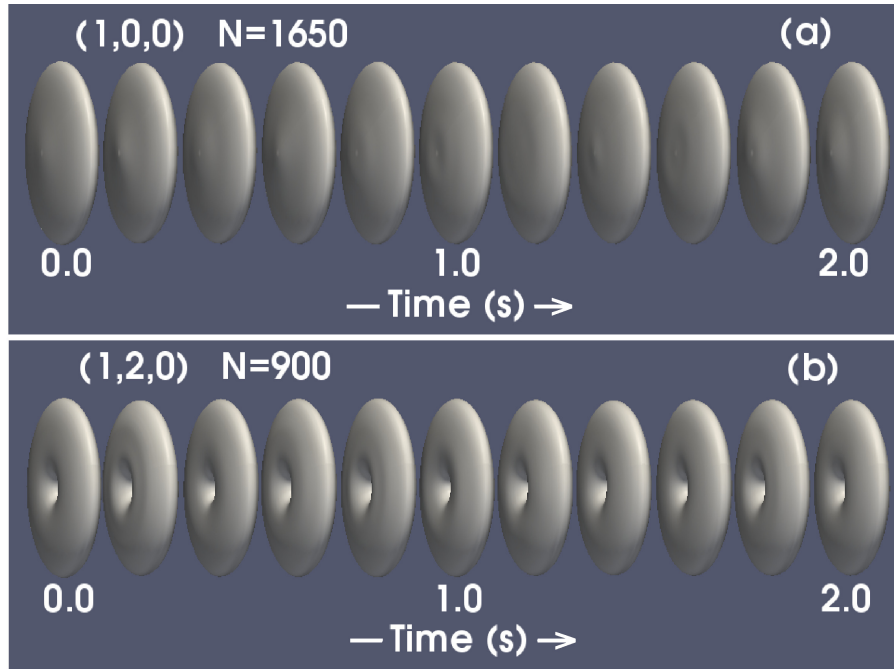 (1,0,0) N=1650 (a)
0.0 1.0 2.0
— Time (s) →
(1,2,0) N=900 (b)
0.0 1.0 2.0
— Time (s) →